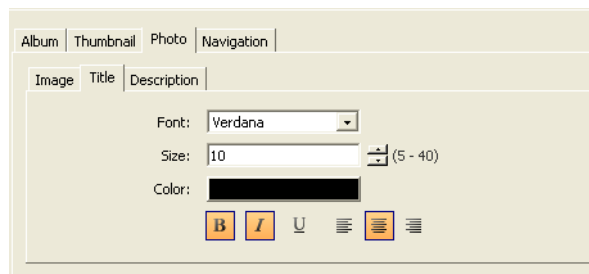 Album Thumbnail Photo Navigation
Image Title Description
Font: Verdana
Size: 10 (5 - 40)
Color:
B I U